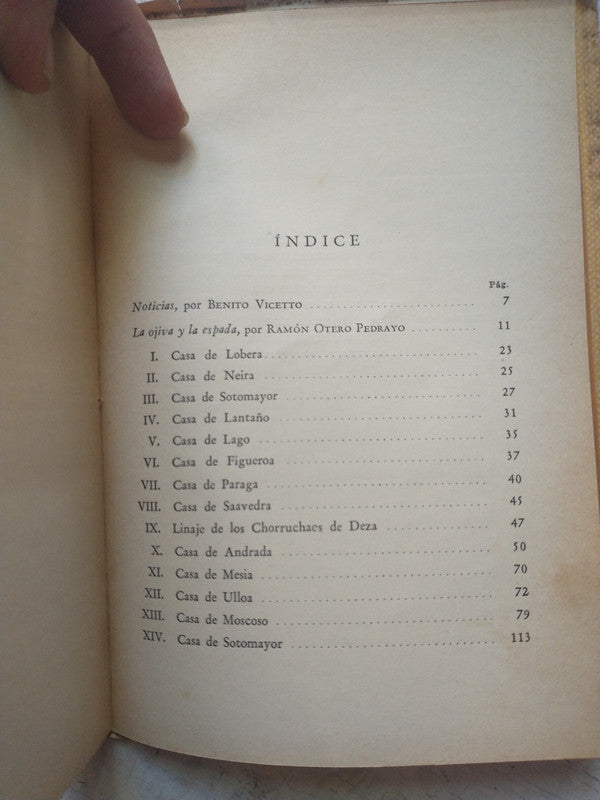 ÍNDICE
Pág.
Noticias, por BENITO VICETTO ........................ 7
La ojiva y la espada, por RAMÓN OTERO PEDRAYO .......... 11
I. Casa de Lobera .............................. 23
II. Casa de Neira .............................. 25
III. Casa de Sotomayor .............................. 27
IV. Casa de Lantaño .............................. 31
V. Casa de Lago .............................. 35
VI. Casa de Figueroa .............................. 37
VII. Casa de Paraga .............................. 40
VIII. Casa de Saavedra .............................. 45
IX. Linaje de los Chorruchaos de Deza .............. 47
X. Casa de Andrada .............................. 50
XI. Casa de Mesia .............................. 70
XII. Casa de Ulloa .............................. 72
XIII. Casa de Moscoso .............................. 79
XIV. Casa de Sotomayor .............................. 113